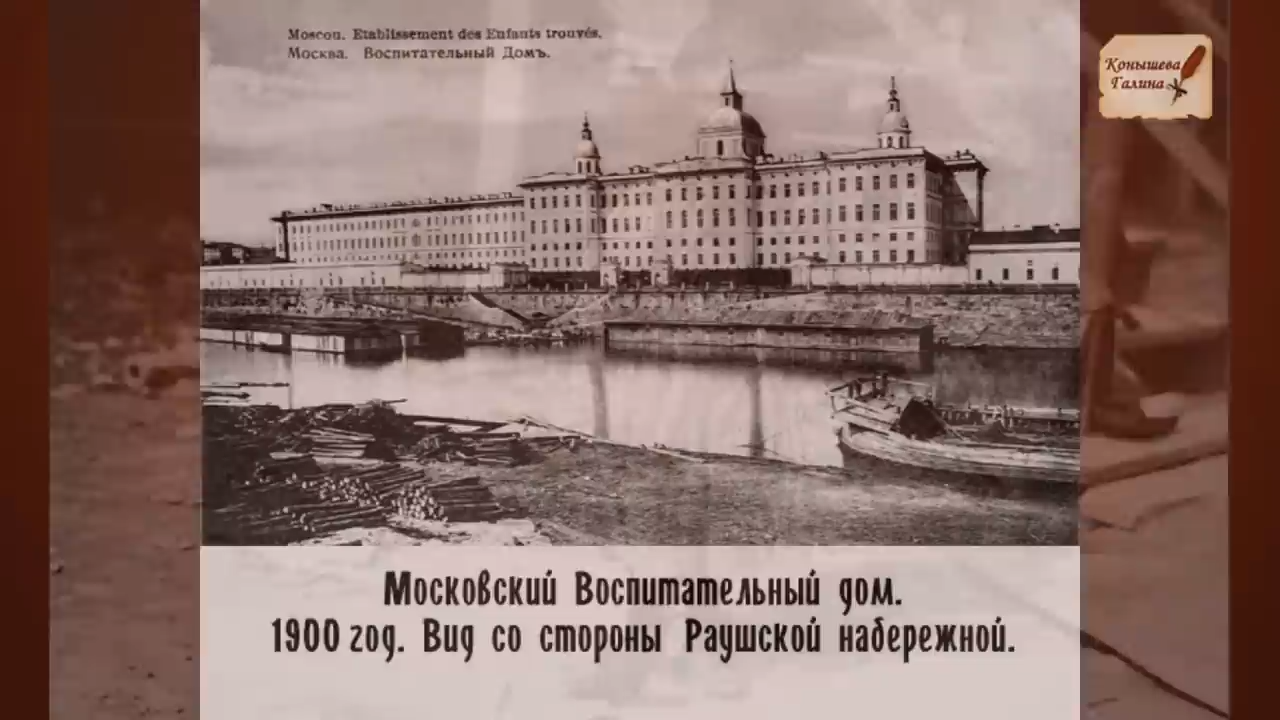 Moscou. Etablissement des Enfants trouvés.
Москва. Воспитательный Домъ.
Конышева
Галина
Московский Воспитательный дом.
1900 год. Вид со стороны Раушской набережной.